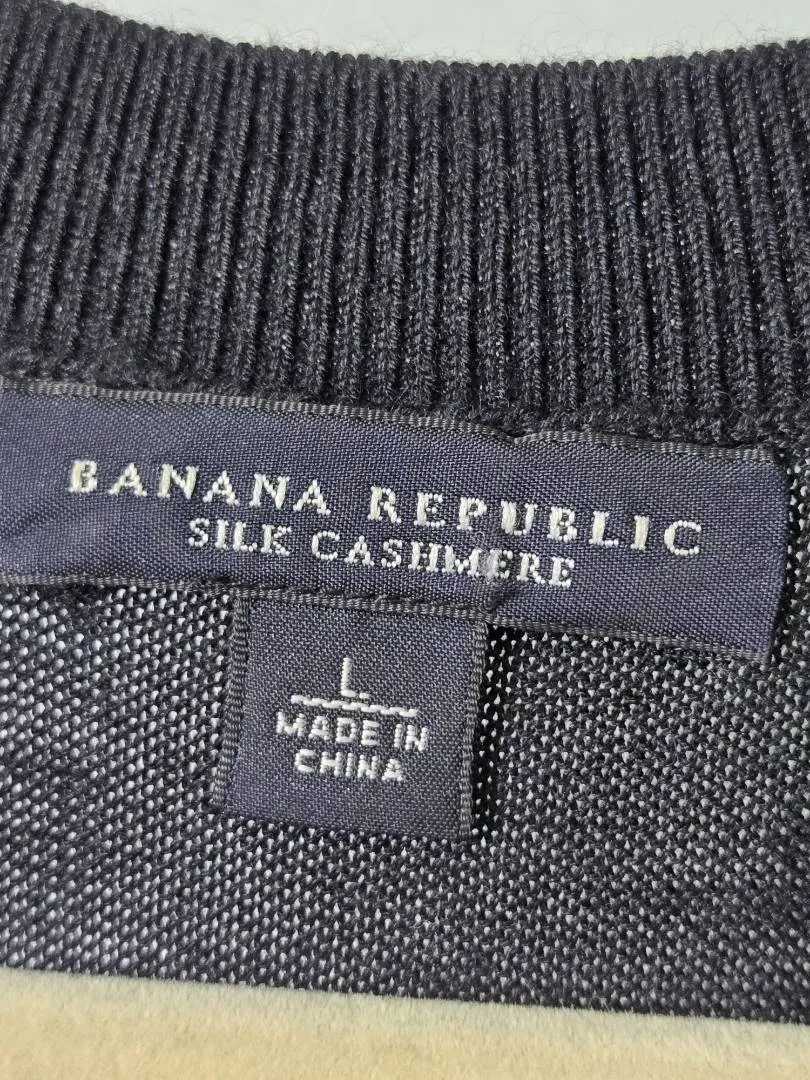 BANANA REPUBLIC
SILK CASHMERE
L
MADE IN
CHINA